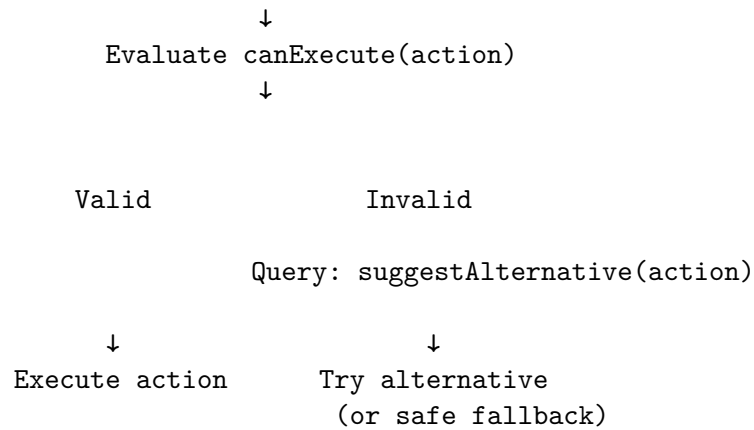 ↓
Evaluate canExecute(action)
↓
Valid Invalid
Query: suggestAlternative(action)
↓ ↓
Execute action Try alternative
(or safe fallback)